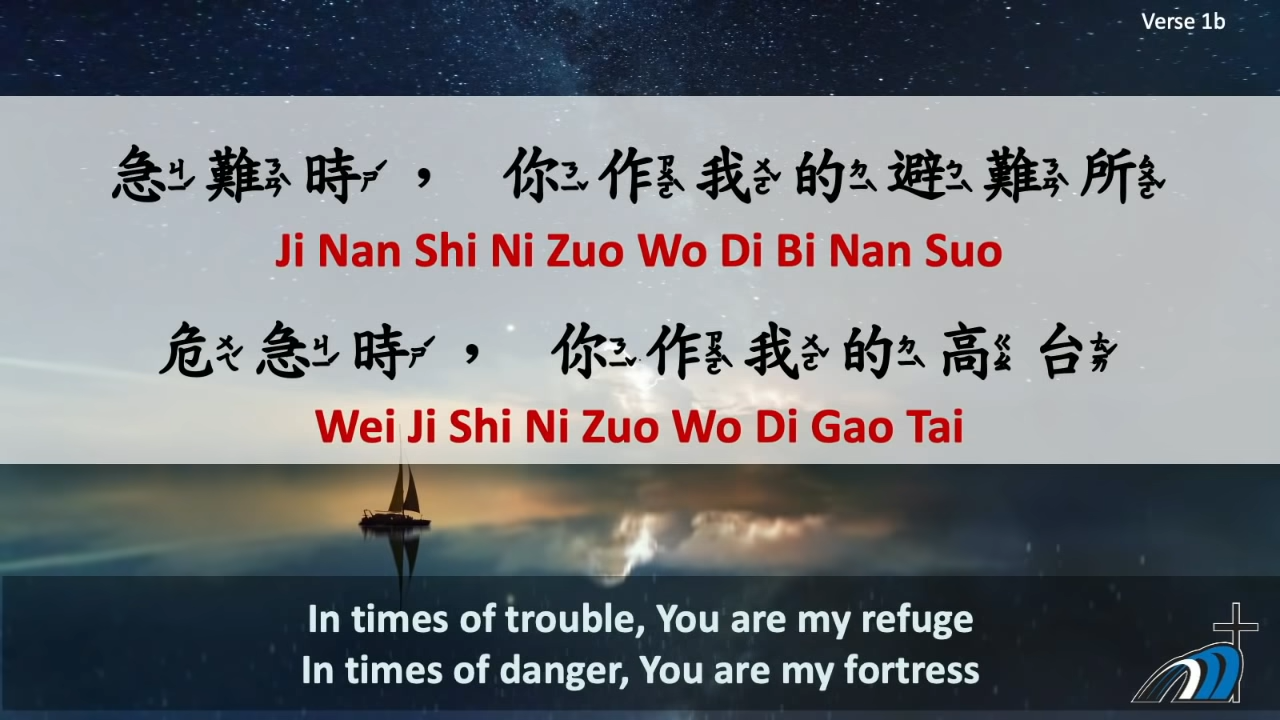 Verse 1b
急難時，你作我的避難所
Ji Nan Shi Ni Zuo Wo Di Bi Nan Suo
危急時，你作我的高台
Wei Ji Shi Ni Zuo Wo Di Gao Tai
In times of trouble, You are my refuge
In times of danger, You are my fortress